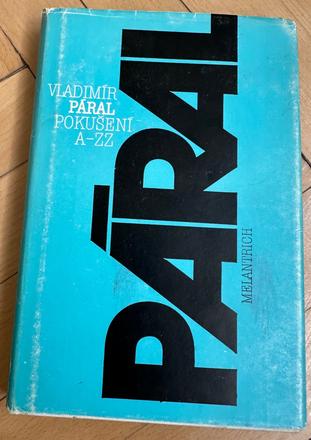 VLADIMÍR
PÁRAL
POKUŠENÍ
A–ZZ
PÁRAL
MELANTRICH